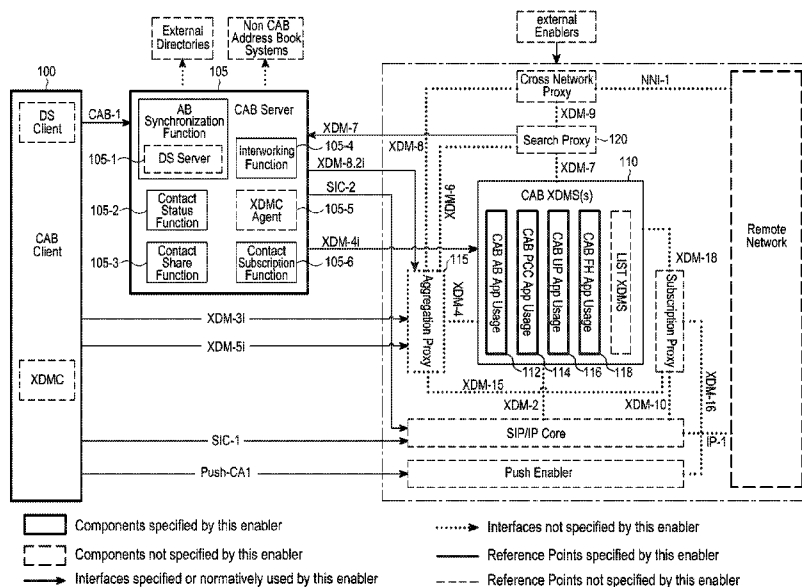 External
Directories
Non CAB
Address Book
Systems
external
Enablers
100
105
DS
Client
CAB-1
AB
Synchronization
Function
CAB Server
105-1
DS Server
Interworking
Function
105-4
105-2
Contact
Status
Function
XDMC
Agent
105-5
105-3
Contact
Share
Function
Contact
Subscription
Function
105-6
CAB
Client
XDMC
XDM-7
XDM-8.2i
SIC-2
XDM-4i
XDM-8
XDM-6
Cross Network
Proxy
NNI-1
XDM-9
Search Proxy
120
XDM-7
110
CAB XDMS(s)
CAB AB App Usage
CAB PCC App Usage
CAB UP App Usage
CAB FH App Usage
LIST XDMS
112
114
116
118
115
Aggregation Proxy
XDM-4
XDM-18
Subscription Proxy
Remote
Network
XDM-3i
XDM-5i
XDM-15
XDM-2
XDM-10
XDM-16
SIC-1
SIP/IP Core
IP-1
Push-CA1
Push Enabler
Components specified by this enabler
Components not specified by this enabler
Interfaces specified or normatively used by this enabler
Interfaces not specified by this enabler
Reference Points specified by this enabler
Reference Points not specified by this enabler